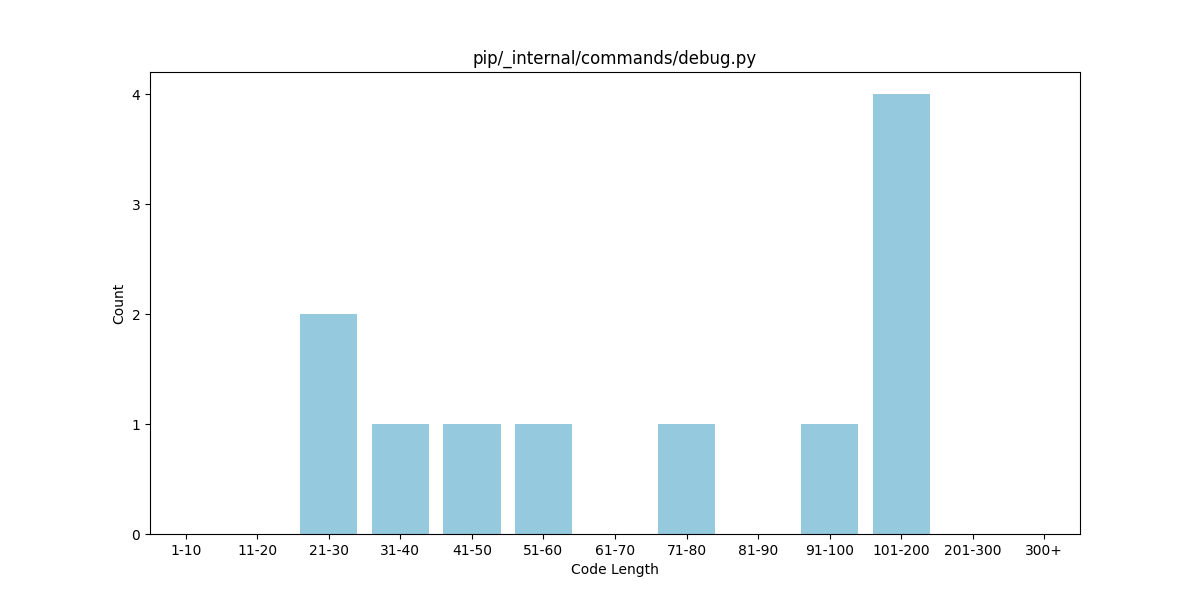 pip/_internal/commands/debug.py
Count
4
3
2
1
0
1-10 11-20 21-30 31-40 41-50 51-60 61-70 71-80 81-90 91-100 101-200 201-300 300+
Code Length